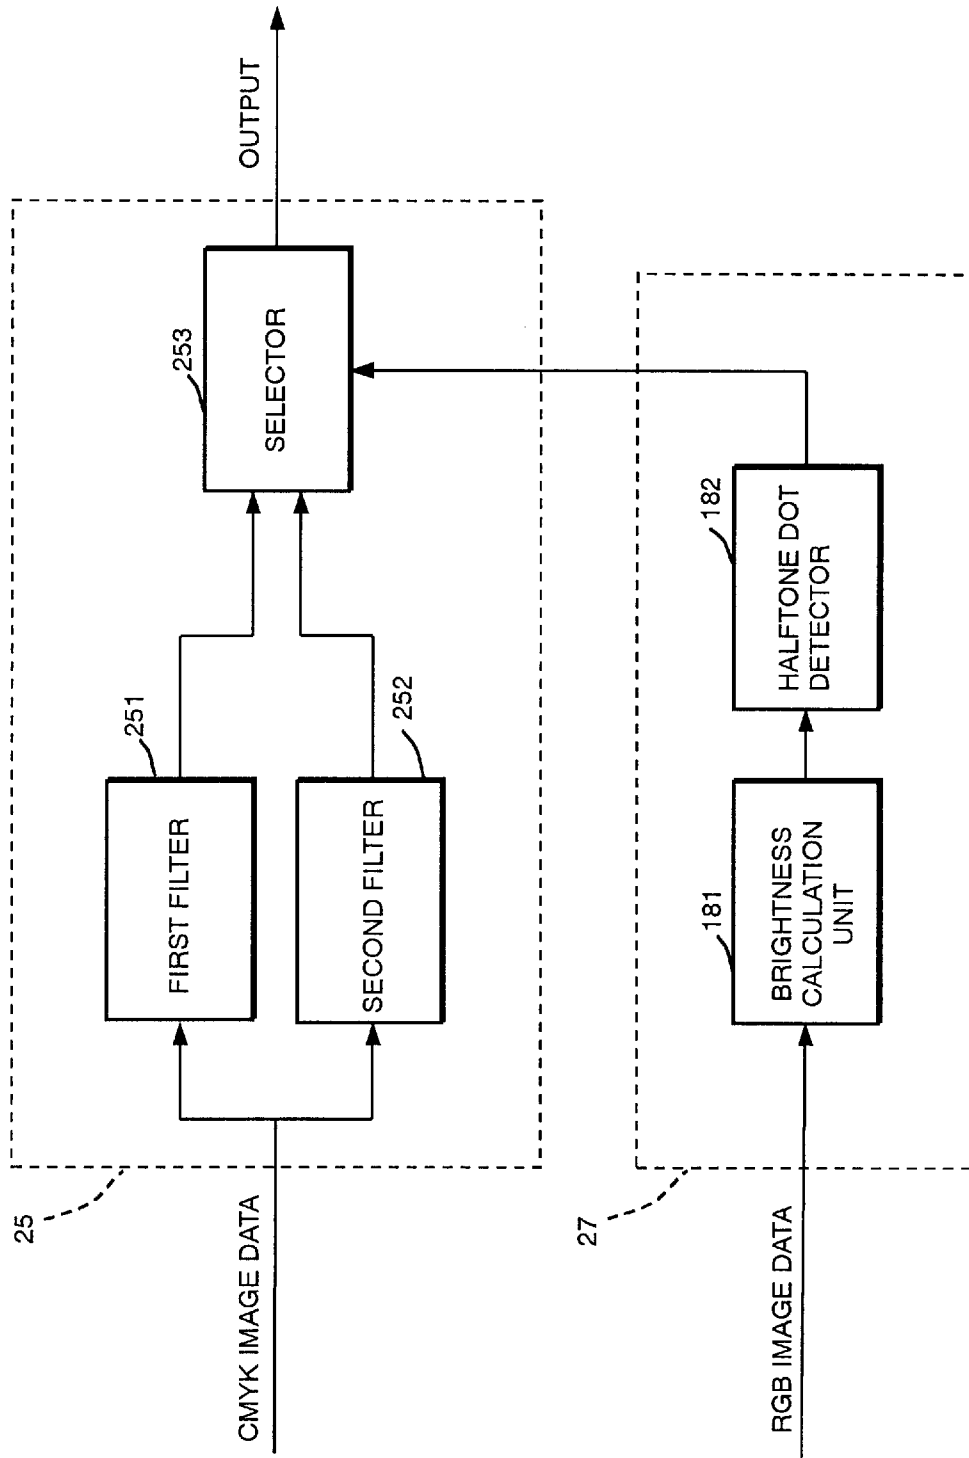 25
CMYK IMAGE DATA
251
FIRST FILTER
252
SECOND FILTER
253
SELECTOR
OUTPUT
27
RGB IMAGE DATA
181
BRIGHTNESS
CALCULATION
UNIT
182
HALFTONE DOT
DETECTOR